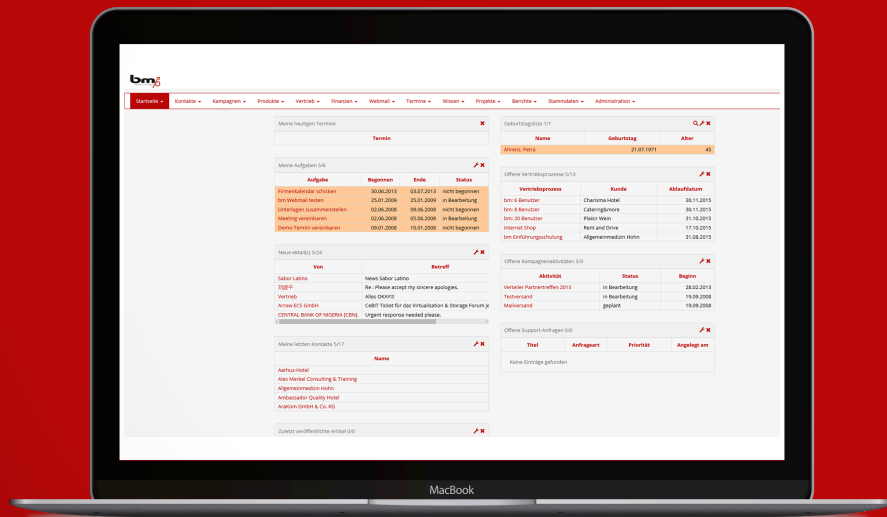 bm
Startseite Kontakte Kampagnen Produkte Vertrieb Finanzen Webmail Termine Wissen Projekte Berichte Stammdaten Administration
Meine heutigen Termine
Termin
Meine Aufgaben 5/6
Aufgabe Begonnen Ende Status
Firmenkalendar schicken 30.06.2013 03.07.2013 nicht begonnen
bm Webmail testen 25.01.2009 25.01.2009 in Bearbeitung
Unterlagen zusammenstellen 02.06.2008 09.06.2008 nicht begonnen
Meeting vereinbaren 02.06.2008 05.06.2008 in Bearbeitung
Demo-Termin vereinbaren 09.01.2008 10.01.2008 nicht begonnen
Neue eMail(s) 5/24
Von Betreff
Sabor Latino News Sabor Latino
Re : Please accept my sincere apologies.
Vertrieb Alles OKAY!!!
Arrow ECS GmbH CeBIT Ticket für das Virtualisation & Storage Forum je
CENTRAL BANK OF NIGERIA [CBN]. Urgent response needed please.
Meine letzten Kontakte 5/17
Name
Aarhus-Hotel
Alex Merkel Consulting & Training
Allgemeinmedizin Hohn
Ambassador Quality Hotel
AraKom GmbH & Co. KG
Zuletzt veröffentlichte Artikel 0/0
Geburtstagsliste 1/1
Name Geburtstag Alter
Ahrens, Petra 21.07.1971 45
Offene Vertriebsprozesse 5/13
Vertriebsprozess Kunde Ablaufdatum
bm: 6 Benutzer Charisma Hotel 30.11.2015
bm: 8 Benutzer Catering&more 30.11.2015
bm: 20 Benutzer Plaisir Wein 31.10.2015
Internet Shop Rent and Drive 17.10.2015
bm Einführungsschulung Allgemeinmedizin Hohn 31.08.2015
Offene Kampagnenaktivitäten 3/3
Aktivität Status Beginn
Verteiler Partnertreffen 2013 in Bearbeitung 28.02.2013
Testversand in Bearbeitung 19.09.2008
Mailversand geplant 19.09.2008
Offene Support-Anfragen 0/0
Titel Anfrageart Priorität Angelegt am
Keine Einträge gefunden
MacBook